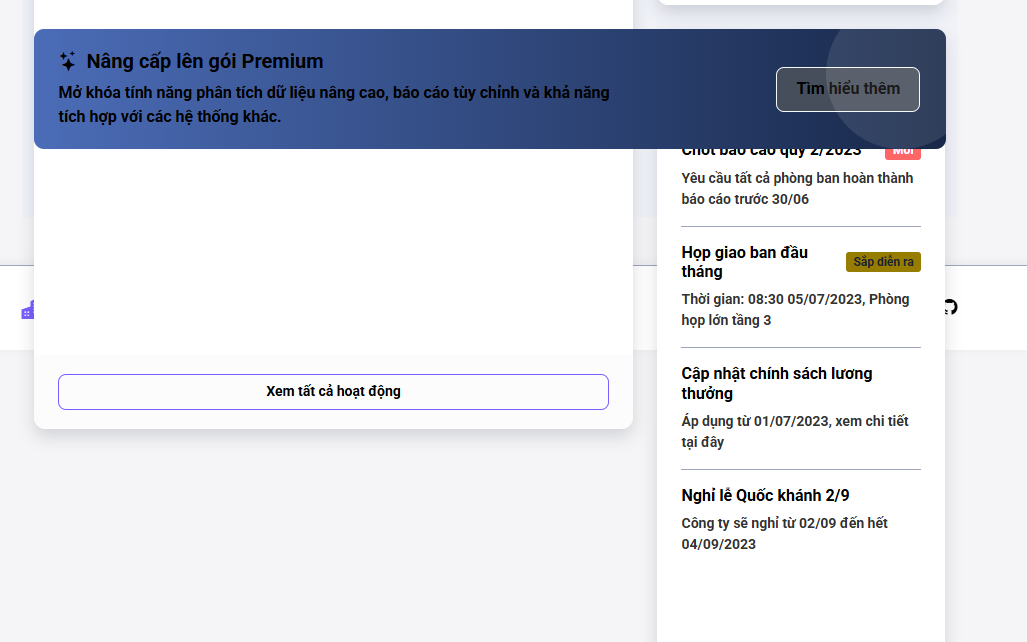 Nâng cấp lên gói Premium
Mở khóa tính năng phân tích dữ liệu nâng cao, báo cáo tùy chỉnh và khả năng
tích hợp với các hệ thống khác.
Tìm hiểu thêm
Chốt báo cáo quý 2/2023
Mới
Yêu cầu tất cả phòng ban hoàn thành
báo cáo trước 30/06
Họp giao ban đầu
tháng
Sắp diễn ra
Thời gian: 08:30 05/07/2023, Phòng
họp lớn tầng 3
Cập nhật chính sách lương
thưởng
Áp dụng từ 01/07/2023, xem chi tiết
tại đây
Nghỉ lễ Quốc khánh 2/9
Công ty sẽ nghỉ từ 02/09 đến hết
04/09/2023
Xem tất cả hoạt động